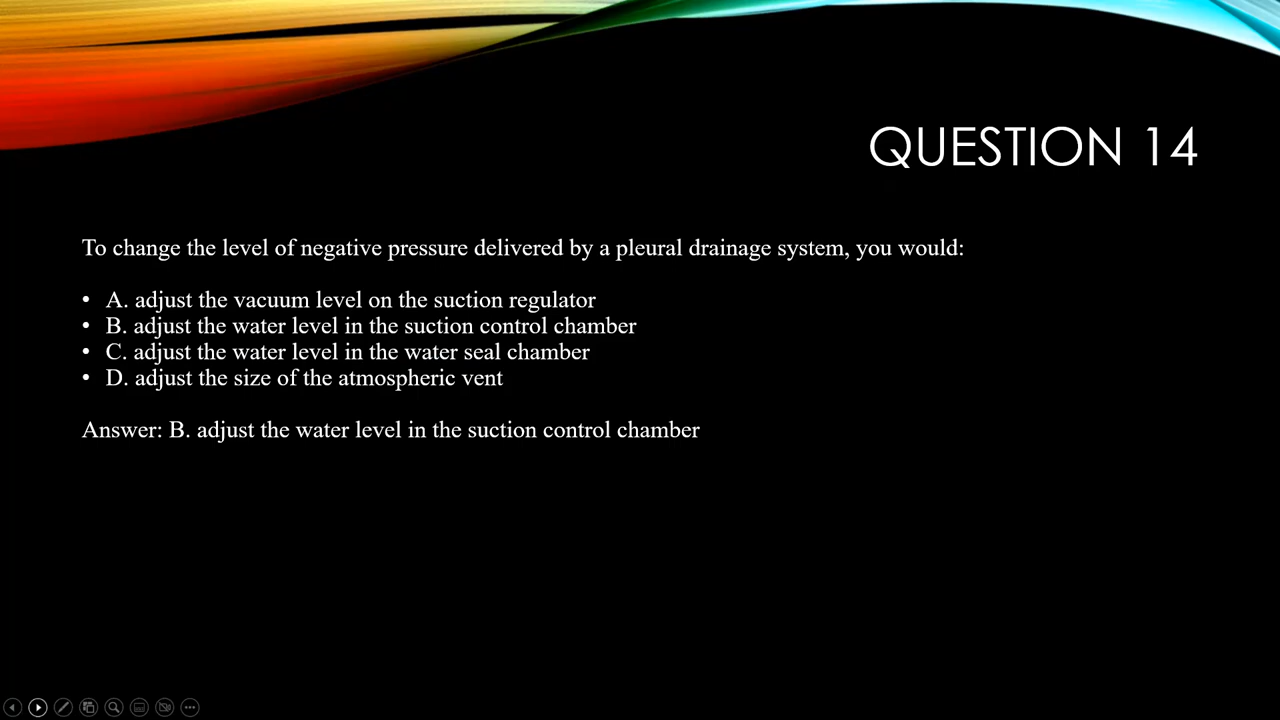 QUESTION 14
To change the level of negative pressure delivered by a pleural drainage system, you would:
• A. adjust the vacuum level on the suction regulator
• B. adjust the water level in the suction control chamber
• C. adjust the water level in the water seal chamber
• D. adjust the size of the atmospheric vent
Answer: B. adjust the water level in the suction control chamber